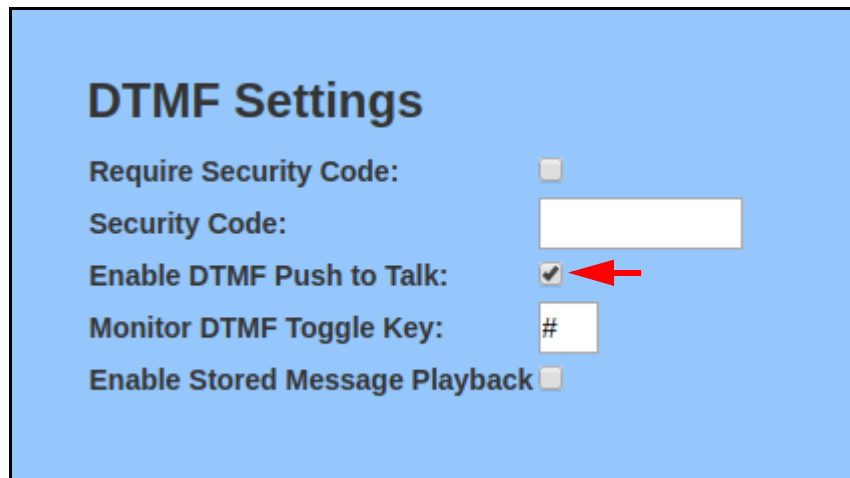 DTMF Settings
Require Security Code:
Security Code:
Enable DTMF Push to Talk:
Monitor DTMF Toggle Key: #
Enable Stored Message Playback